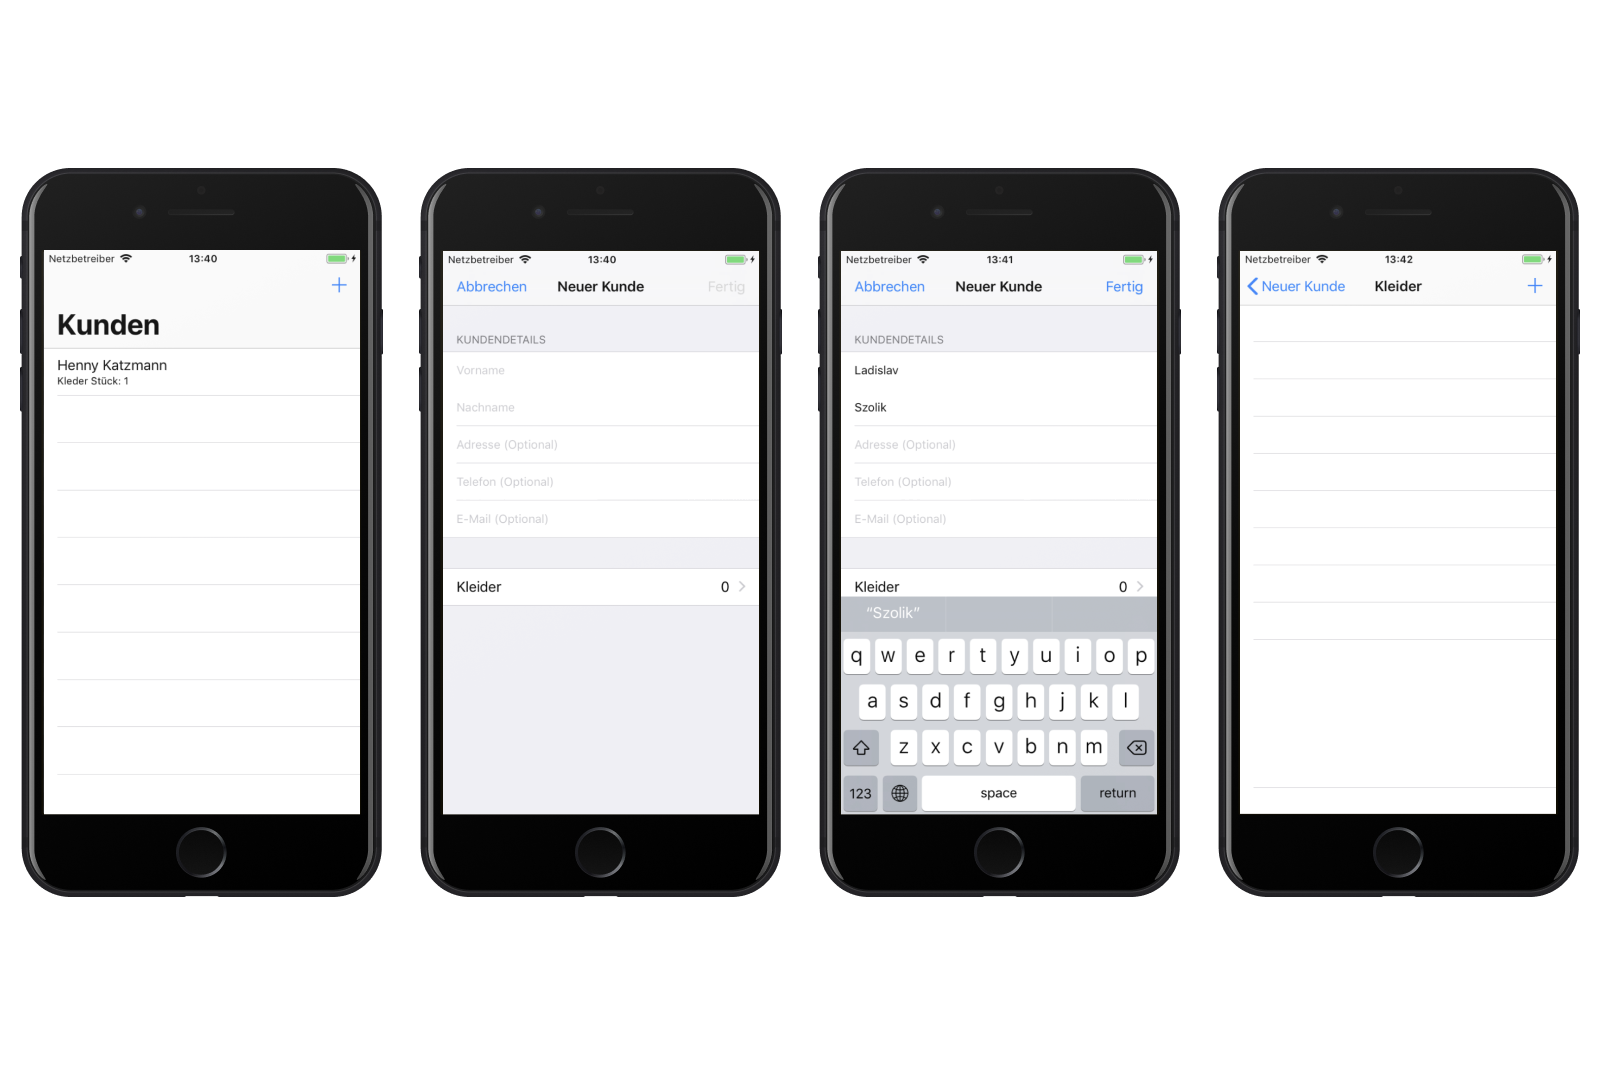 Netzbetreiber 13:40
Kunden
Henny Katzmann
Kleder Stück: 1
Netzbetreiber 13:40
Abbrechen Neuer Kunde Fertig
KUNDENDETAILS
Vorname
Nachname
Adresse (Optional)
Telefon (Optional)
E-Mail (Optional)
Kleider 0
Netzbetreiber 13:41
Abbrechen Neuer Kunde Fertig
KUNDENDETAILS
Ladislav
Szolik
Adresse (Optional)
Telefon (Optional)
E-Mail (Optional)
Kleider 0
“Szolik”
q w e r t y u i o p
a s d f g h j k l
z x c v b n m
123 space return
Netzbetreiber 13:42
Neuer Kunde Kleider